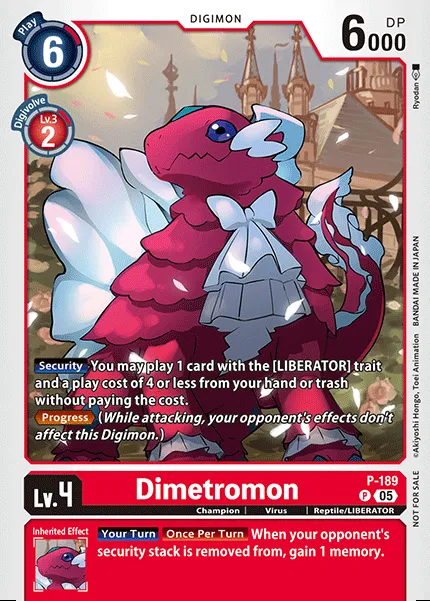 DIGIMON
Play
6
DP
6000
Digivolve
Lv.3
2
Ryodan
Security You may play 1 card with the [LIBERATOR] trait
and a play cost of 4 or less from your hand or trash
without paying the cost.
Progress (While attacking, your opponent's effects don't
affect this Digimon.)
©Akiyoshi Hongo, Toei Animation BANDAI MADE IN JAPAN
NOT FOR SALE
Lv.4
Dimetromon
P-189
P 05
Champion | Virus | Reptile/LIBERATOR
Inherited Effect
Your Turn Once Per Turn When your opponent's
security stack is removed from, gain 1 memory.